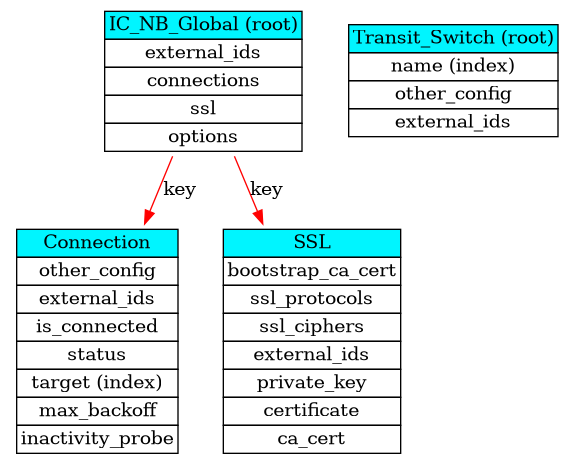 IC_NB_Global (root)
external_ids
connections
ssl
options
Transit_Switch (root)
name (index)
other_config
external_ids
key
key
Connection
other_config
external_ids
is_connected
status
target (index)
max_backoff
inactivity_probe
SSL
bootstrap_ca_cert
ssl_protocols
ssl_ciphers
external_ids
private_key
certificate
ca_cert